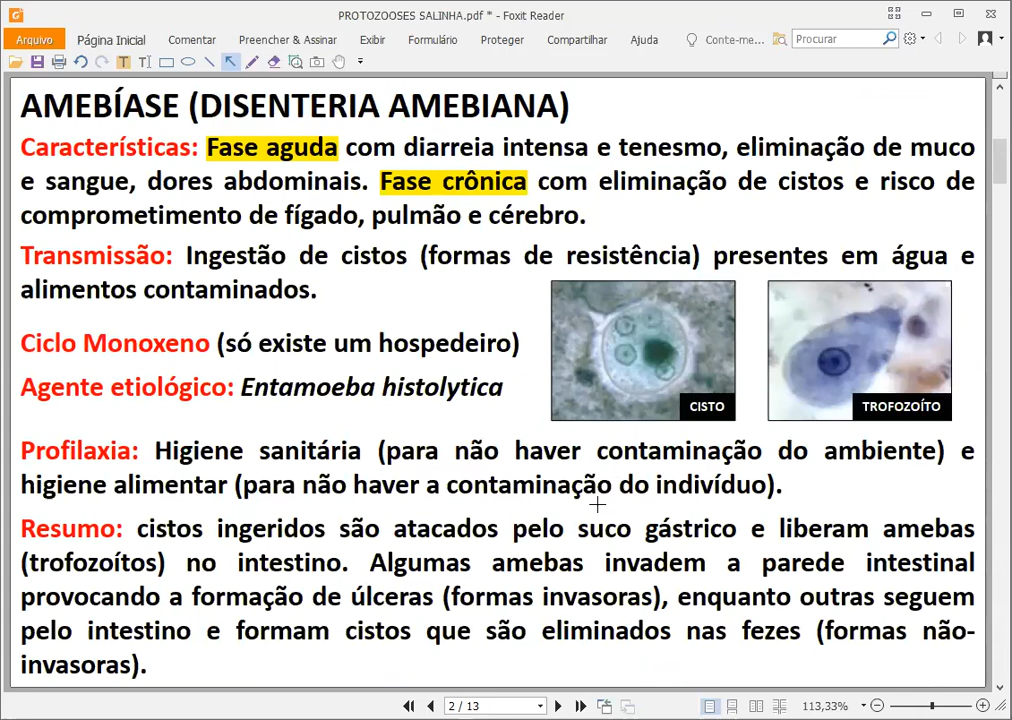 PROTOZOOSES SALINHA.pdf * - Foxit Reader
Arquivo Página Inicial Comentar Preencher & Assinar Exibir Formulário Proteger Compartilhar Ajuda Conte-me... Procurar
AMEBÍASE (DISENTERIA AMEBIANA)
Características: Fase aguda com diarreia intensa e tenesmo, eliminação de muco
e sangue, dores abdominais. Fase crônica com eliminação de cistos e risco de
comprometimento de fígado, pulmão e cérebro.
Transmissão: Ingestão de cistos (formas de resistência) presentes em água e
alimentos contaminados.
Ciclo Monoxeno (só existe um hospedeiro)
Agente etiológico: Entamoeba histolytica
CISTO
TROFOZOÍTO
Profilaxia: Higiene sanitária (para não haver contaminação do ambiente) e
higiene alimentar (para não haver a contaminação do indivíduo).
Resumo: cistos ingeridos são atacados pelo suco gástrico e liberam amebas
(trofozoítos) no intestino. Algumas amebas invadem a parede intestinal
provocando a formação de úlceras (formas invasoras), enquanto outras seguem
pelo intestino e formam cistos que são eliminados nas fezes (formas não-
invasoras).
2 / 13
113,33%